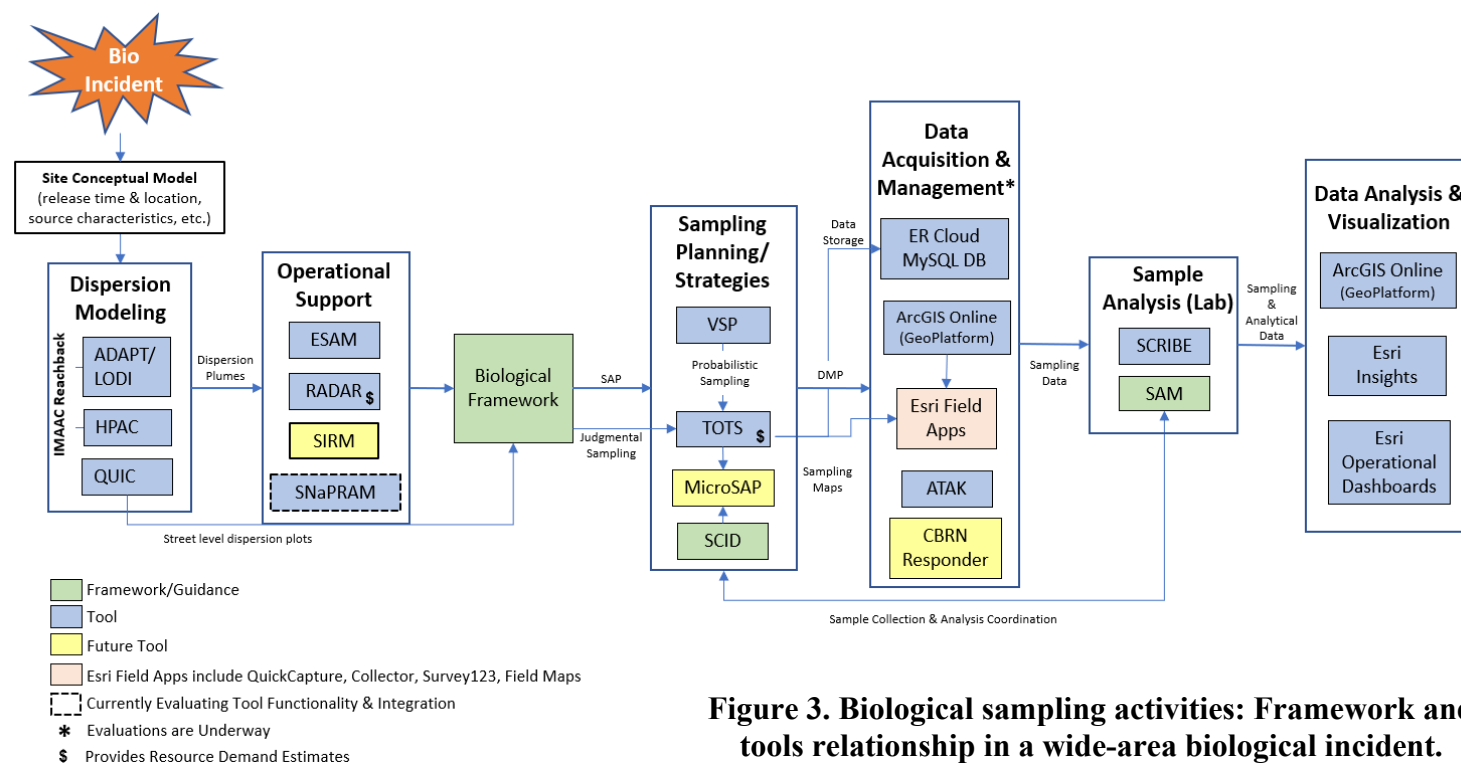 Bio
Incident
Site Conceptual Model
(release time & location,
source characteristics, etc.)
Dispersion
Modeling
IMAAC Reachback
ADAPT/
LODI
HPAC
QUIC
Dispersion
Plumes
Street level dispersion plots
Operational
Support
ESAM
RADAR $
SIRM
SNaPRAM
Biological
Framework
SAP
Judgmental
Sampling
Sampling
Planning/
Strategies
VSP
Probabilistic
Sampling
TOTS $
MicroSAP
SCID
Data
Storage
DMP
Sampling
Maps
Data
Acquisition &
Management*
ER Cloud
MySQL DB
ArcGIS Online
(GeoPlatform)
Esri Field
Apps
ATAK
CBRN
Responder
Sampling
Data
Sample
Analysis (Lab)
SCRIBE
SAM
Sample Collection & Analysis Coordination
Sampling
&
Analytical
Data
Data Analysis &
Visualization
ArcGIS Online
(GeoPlatform)
Esri
Insights
Esri
Operational
Dashboards
Framework/Guidance
Tool
Future Tool
Esri Field Apps include QuickCapture, Collector, Survey123, Field Maps
Currently Evaluating Tool Functionality & Integration
* Evaluations are Underway
$ Provides Resource Demand Estimates
Figure 3. Biological sampling activities: Framework and
tools relationship in a wide-area biological incident.